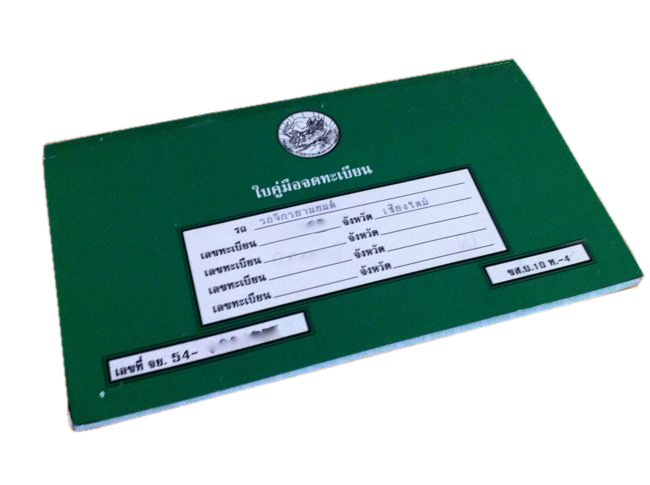 ใบคู่มือจดทะเบียน
รถ รถจักรยานยนต์
เลขทะเบียน จังหวัด เชียงใหม่
เลขทะเบียน จังหวัด
เลขทะเบียน จังหวัด
เลขทะเบียน จังหวัด
ขส.บ.10 ห.-4
เลขที่ จย. 54-